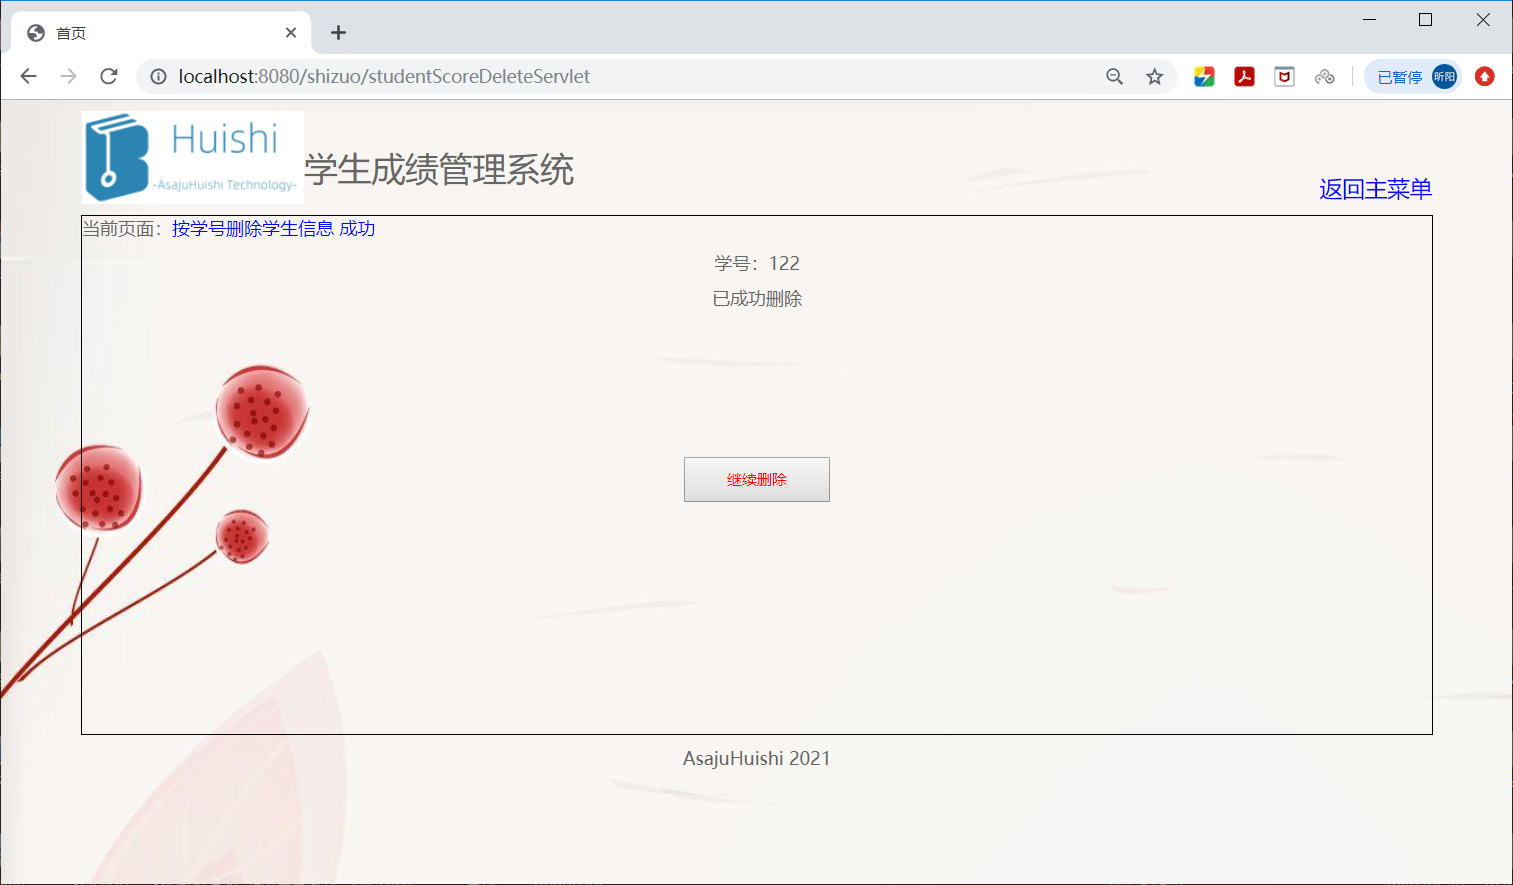 首页
localhost:8080/shizuo/studentScoreDeleteServlet
已暂停
昕阳
Huishi
-AsajuHuishi Technology-
学生成绩管理系统
返回主菜单
当前页面：按学号删除学生信息 成功
学号：122
已成功删除
继续删除
AsajuHuishi 2021